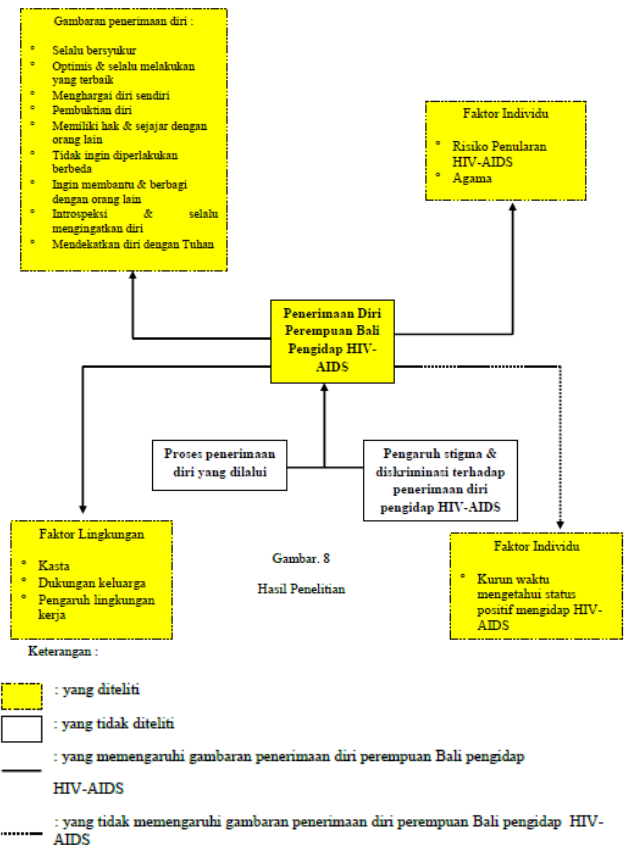 Gambaran penerimaan diri :
° Selalu bersyukur
° Optimis & selalu melakukan
yang terbaik
° Menghargai diri sendiri
° Pembuktian diri
° Memiliki hak & sejajar dengan
orang lain
° Tidak ingin diperlakukan
berbeda
° Ingin membantu & berbagi
dengan orang lain
° Introspeksi & selalu
mengingatkan diri
° Mendekatkan diri dengan Tuhan
Faktor Individu
° Risiko Penularan
HIV-AIDS
° Agama
Penerimaan Diri
Perempuan Bali
Pengidap HIV-
AIDS
Proses penerimaan
diri yang dilalui
Pengaruh stigma &
diskriminasi terhadap
penerimaan diri
pengidap HIV-AIDS
Faktor Lingkungan
° Kasta
° Dukungan keluarga
° Pengaruh lingkungan
kerja
Gambar. 8
Hasil Penelitian
Faktor Individu
° Kurun waktu
mengetahui status
positif mengidap HIV-
AIDS
Keterangan :
: yang diteliti
: yang tidak diteliti
: yang memengaruhi gambaran penerimaan diri perempuan Bali pengidap
HIV-AIDS
: yang tidak memengaruhi gambaran penerimaan diri perempuan Bali pengidap HIV-
AIDS